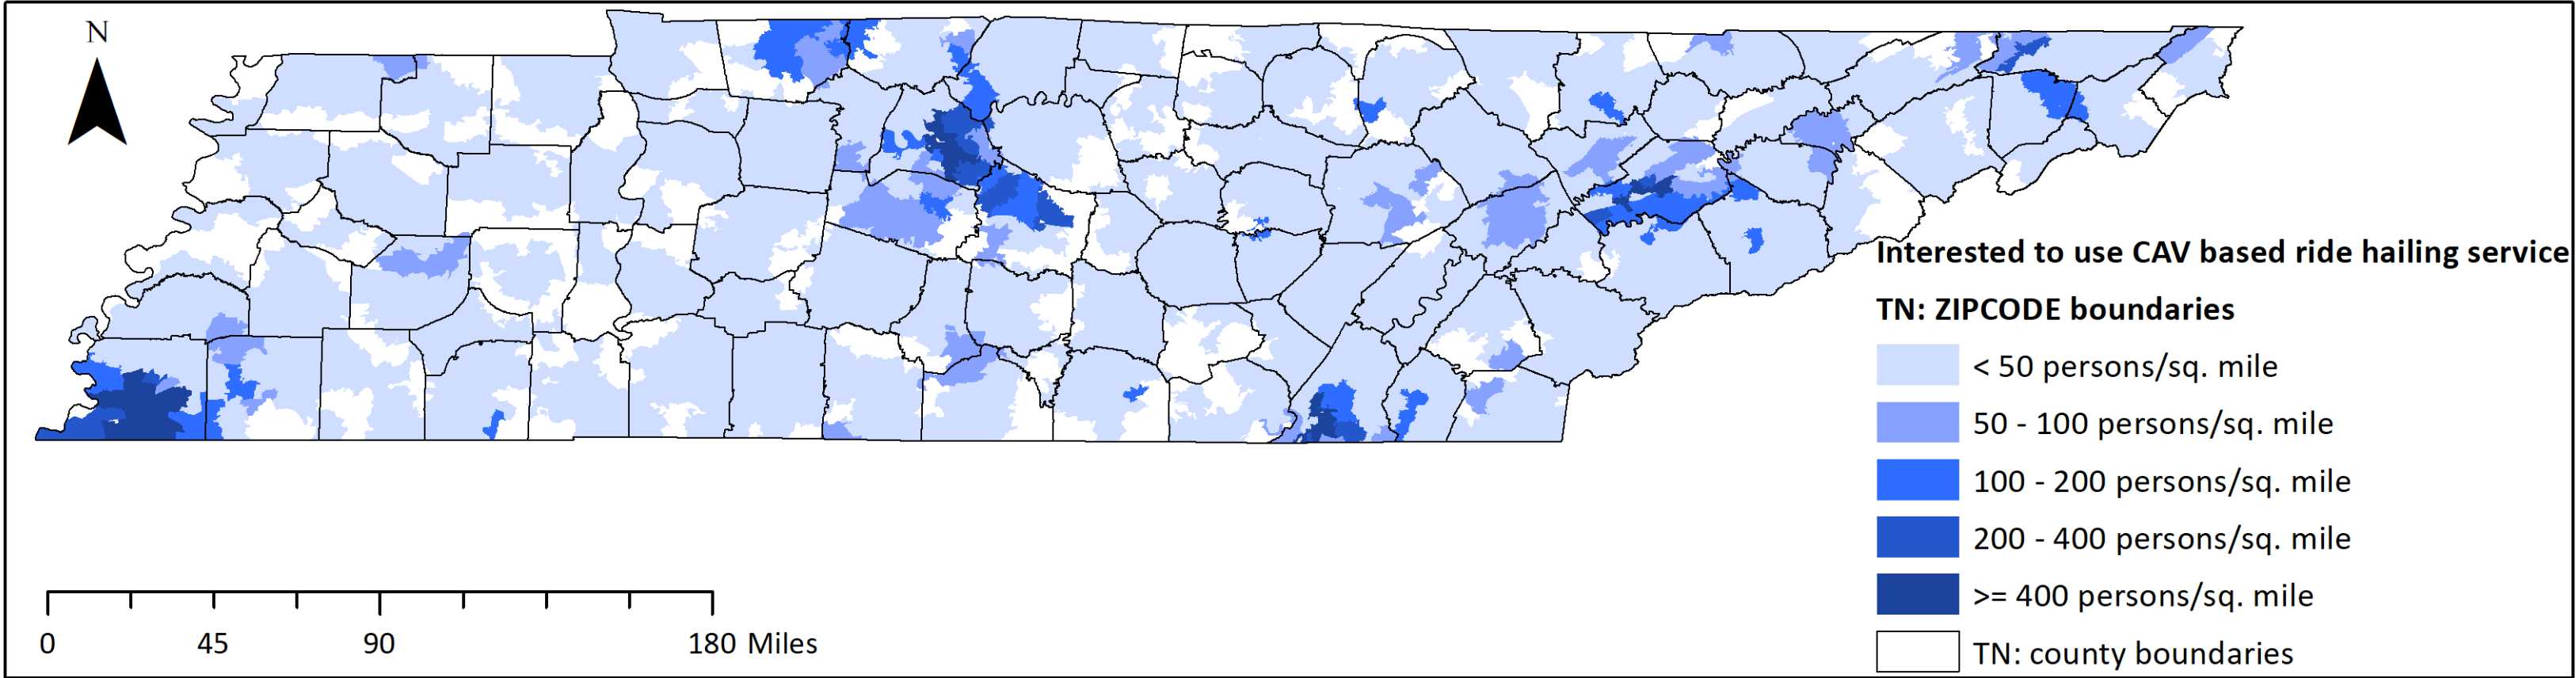 N
Interested to use CAV based ride hailing service
TN: ZIPCODE boundaries
< 50 persons/sq. mile
50 - 100 persons/sq. mile
100 - 200 persons/sq. mile
200 - 400 persons/sq. mile
>= 400 persons/sq. mile
TN: county boundaries
0 45 90 180 Miles